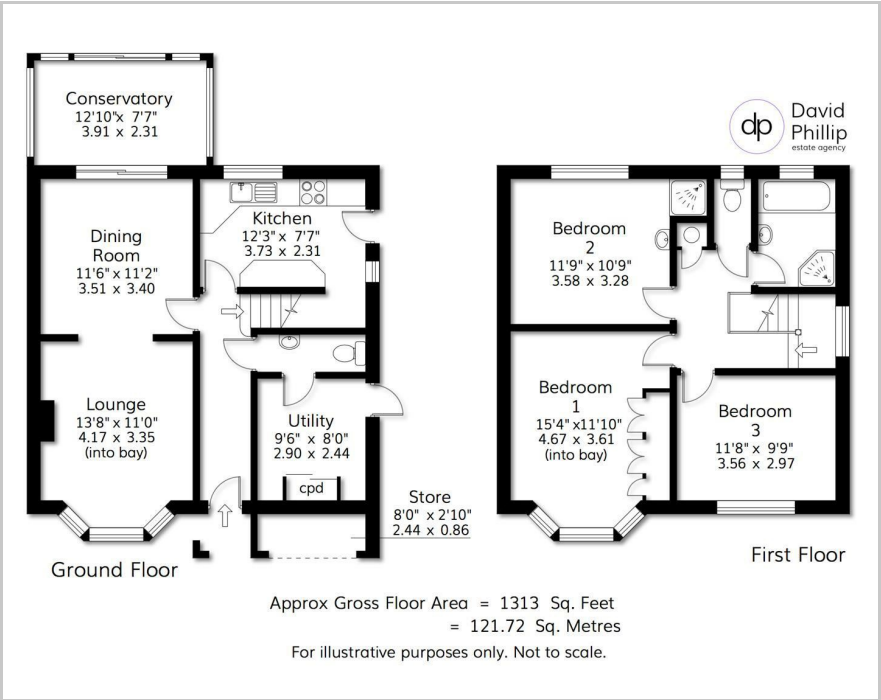 Conservatory
12'10"x 7'7"
3.91 x 2.31
dp
David
Phillip
estate agency
Kitchen
12'3" x 7'7"
3.73 x 2.31
Dining
Room
11'6" x 11'2"
3.51 x 3.40
Bedroom
2
11'9" x 10'9"
3.58 x 3.28
Lounge
13'8" x 11'0"
4.17 x 3.35
(into bay)
Utility
9'6" x 8'0"
2.90 x 2.44
cpd
Bedroom
1
15'4" x11'10"
4.67 x 3.61
(into bay)
Bedroom
3
11'8" x 9'9"
3.56 x 2.97
Store
8'0" x 2'10"
2.44 x 0.86
Ground Floor
First Floor
Approx Gross Floor Area = 1313 Sq. Feet
= 121.72 Sq. Metres
For illustrative purposes only. Not to scale.